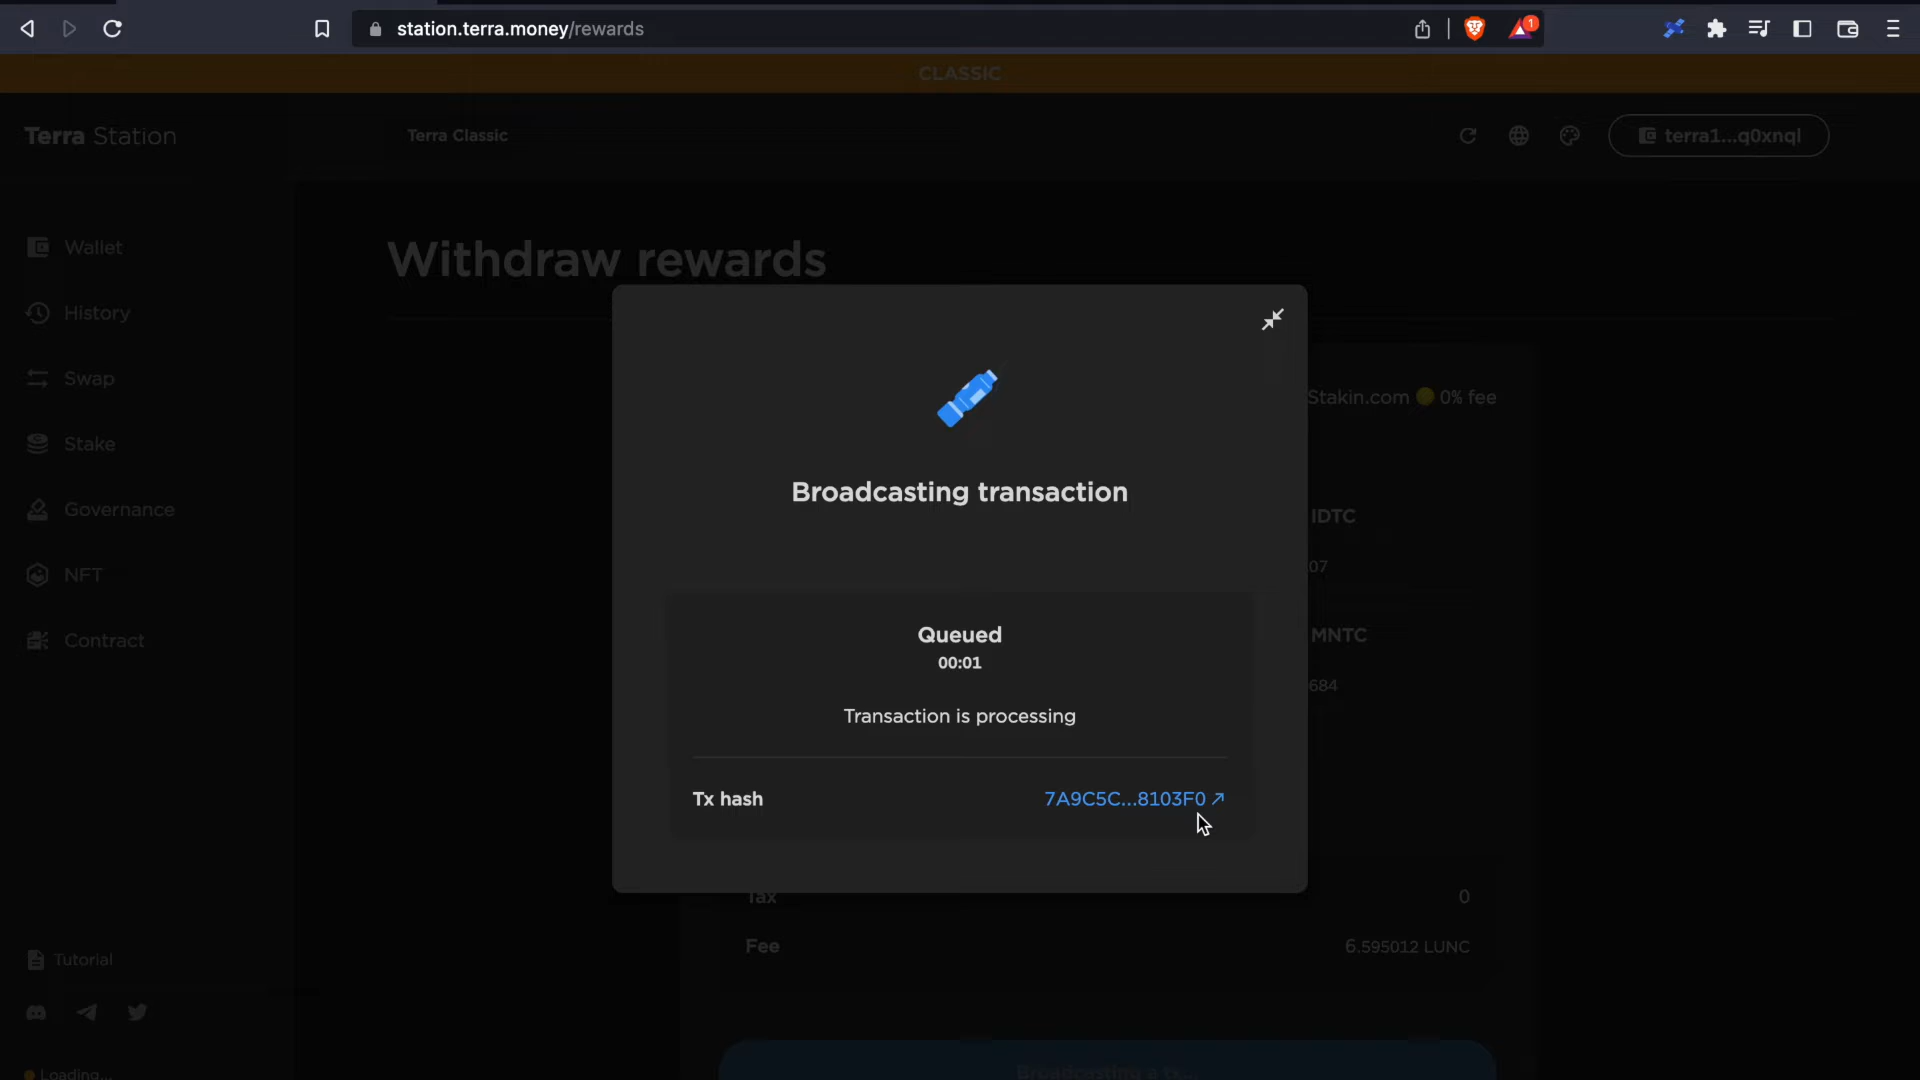 station.terra.money/rewards
1
CLASSIC
Terra Station
Terra Classic
terra1...q0xnql
Wallet
History
Swap
Stake
Governance
NFT
Contract
Withdraw rewards
Stakin.com 0% fee
Broadcasting transaction
IDTC
07
Queued
00:01
MNTC
684
Transaction is processing
Tx hash
7A9C5C...8103F0
Tax
0
Fee
6.595012 LUNC
Tutorial
Loading...
Broadcasting a tx...